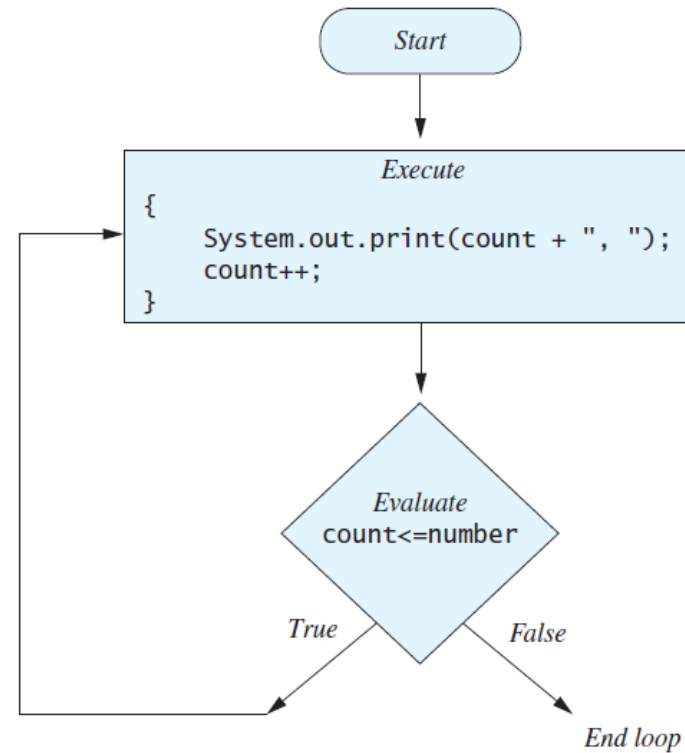 Start
Execute
{
System.out.print(count + ", ");
count++;
}
Evaluate
count<=number
True
False
End loop